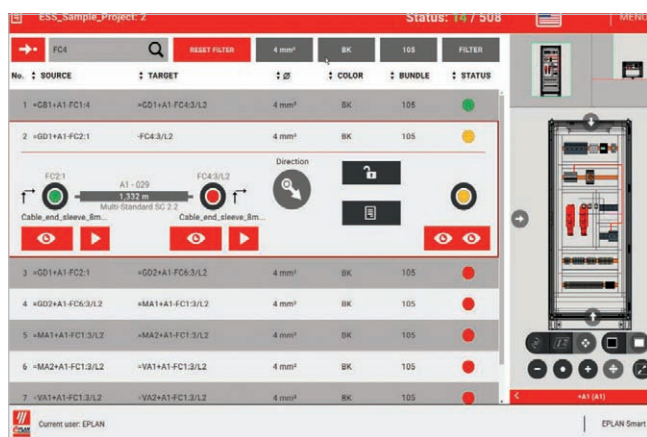 ESS_Sample_Project: 2 Status: 14 / 508 MENU
FC4 RESET FILTER 4 mm² BK 105 FILTER
No. SOURCE TARGET Ø COLOR BUNDLE STATUS
1 =GB1+A1-FC1:4 =GD1+A1-FC4:3/L2 4 mm² BK 105
2 =GD1+A1-FC2:1 -FC4:3/L2 4 mm² BK 105
Direction
FC2:1 A1 - 029 FC4:3/L2
1,332 m
Multi-Standard SC 2.2
Cable_end_sleeve_8m... Cable_end_sleeve_8m...
3 =GD1+A1-FC2:1 =GD2+A1-FC6:3/L2 4 mm² BK 105
4 =GD2+A1-FC6:3/L2 =MA1+A1-FC1:3/L2 4 mm² BK 105
5 =MA1+A1-FC1:3/L2 =MA2+A1-FC1:3/L2 4 mm² BK 105
6 =MA2+A1-FC1:3/L2 =VA1+A1-FC1:3/L2 4 mm² BK 105
7 =VA1+A1-FC1:3/L2 =VA2+A1-FC1:3/L2 4 mm² BK 105
+A1 (A1)
Current user: EPLAN EPLAN Smart